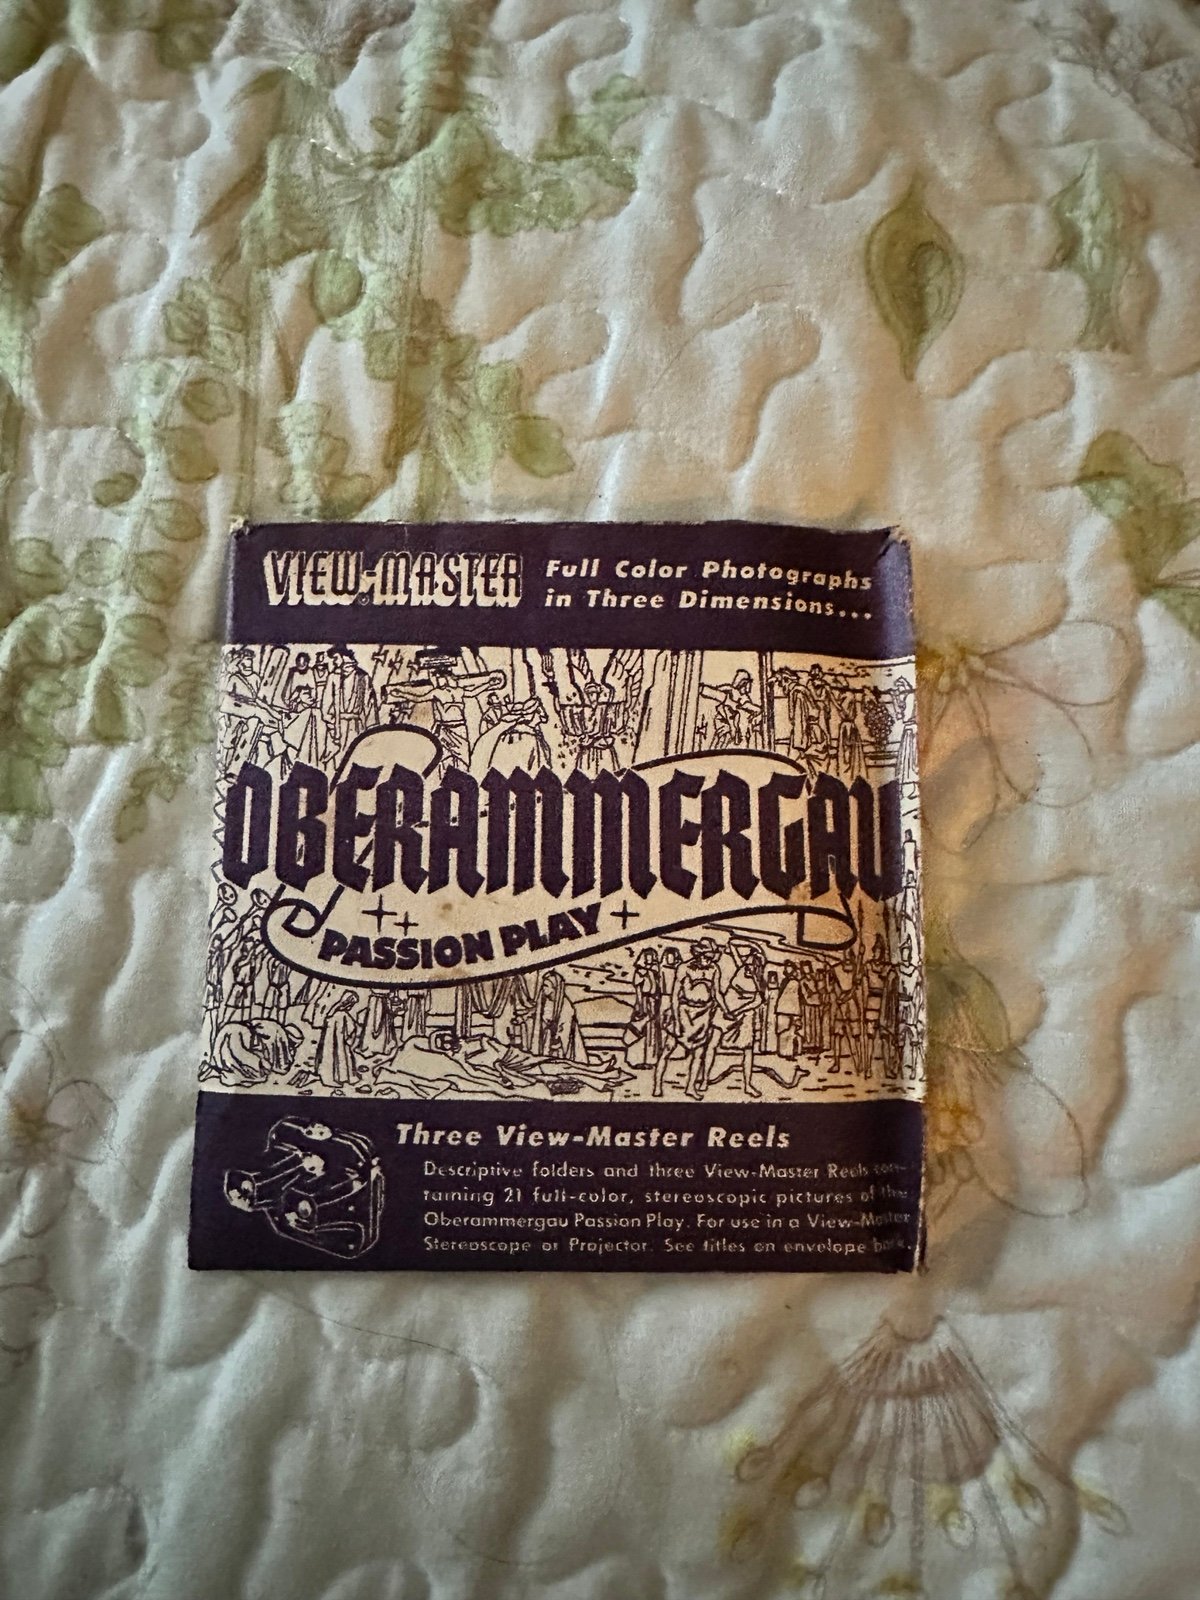 VIEW-MASTER
Full Color Photographs
in Three Dimensions...
OBERAMMERGAU
PASSION PLAY
Three View-Master Reels
Descriptive folders and three View-Master Reels con-
taining 21 full-color, stereoscopic pictures of the
Oberammergau Passion Play. For use in a View-Master
Stereoscope or Projector. See titles on envelope back.